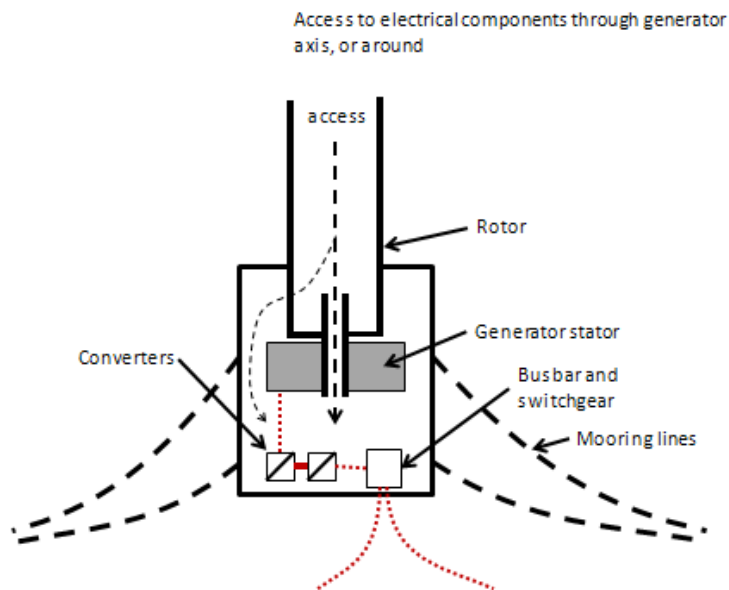 Access to electrical components through generator
axis, or around
access
Rotor
Generator stator
Converters
Busbar and
switchgear
Mooring lines